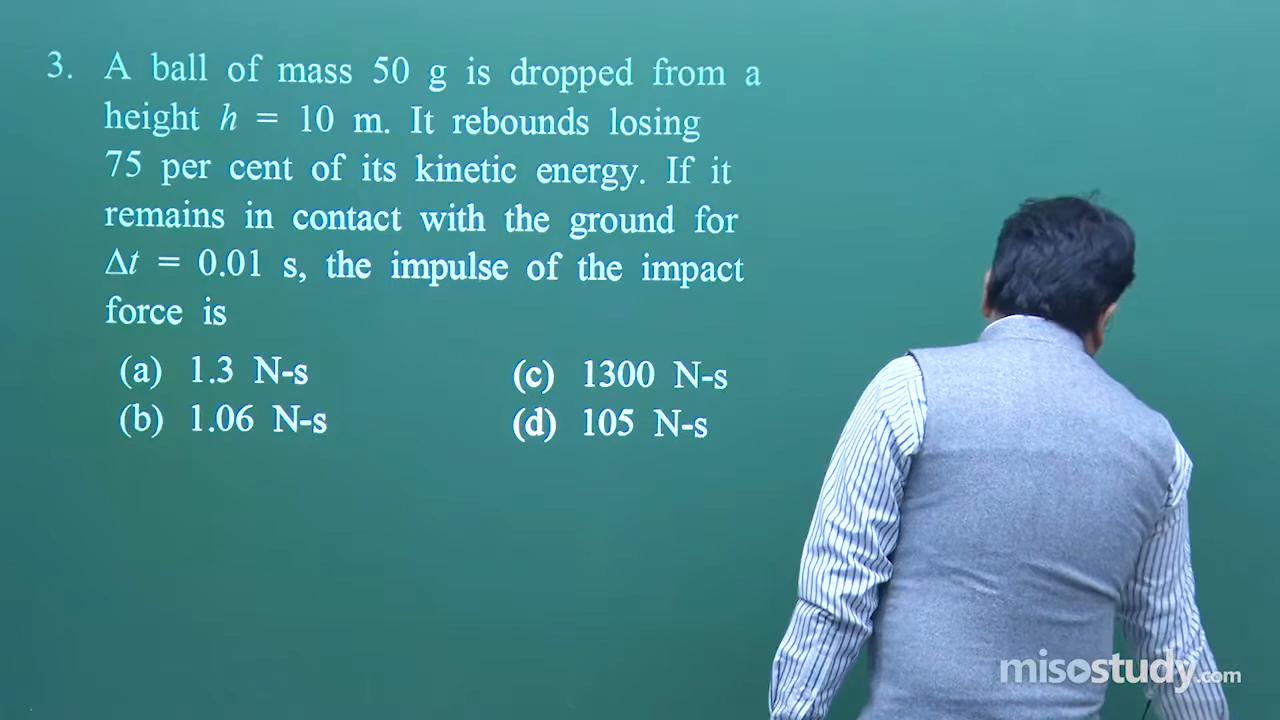 3. A ball of mass 50 g is dropped from a
height h = 10 m. It rebounds losing
75 per cent of its kinetic energy. If it
remains in contact with the ground for
Δt = 0.01 s, the impulse of the impact
force is
(a) 1.3 N-s (c) 1300 N-s
(b) 1.06 N-s (d) 105 N-s
misostudy.com